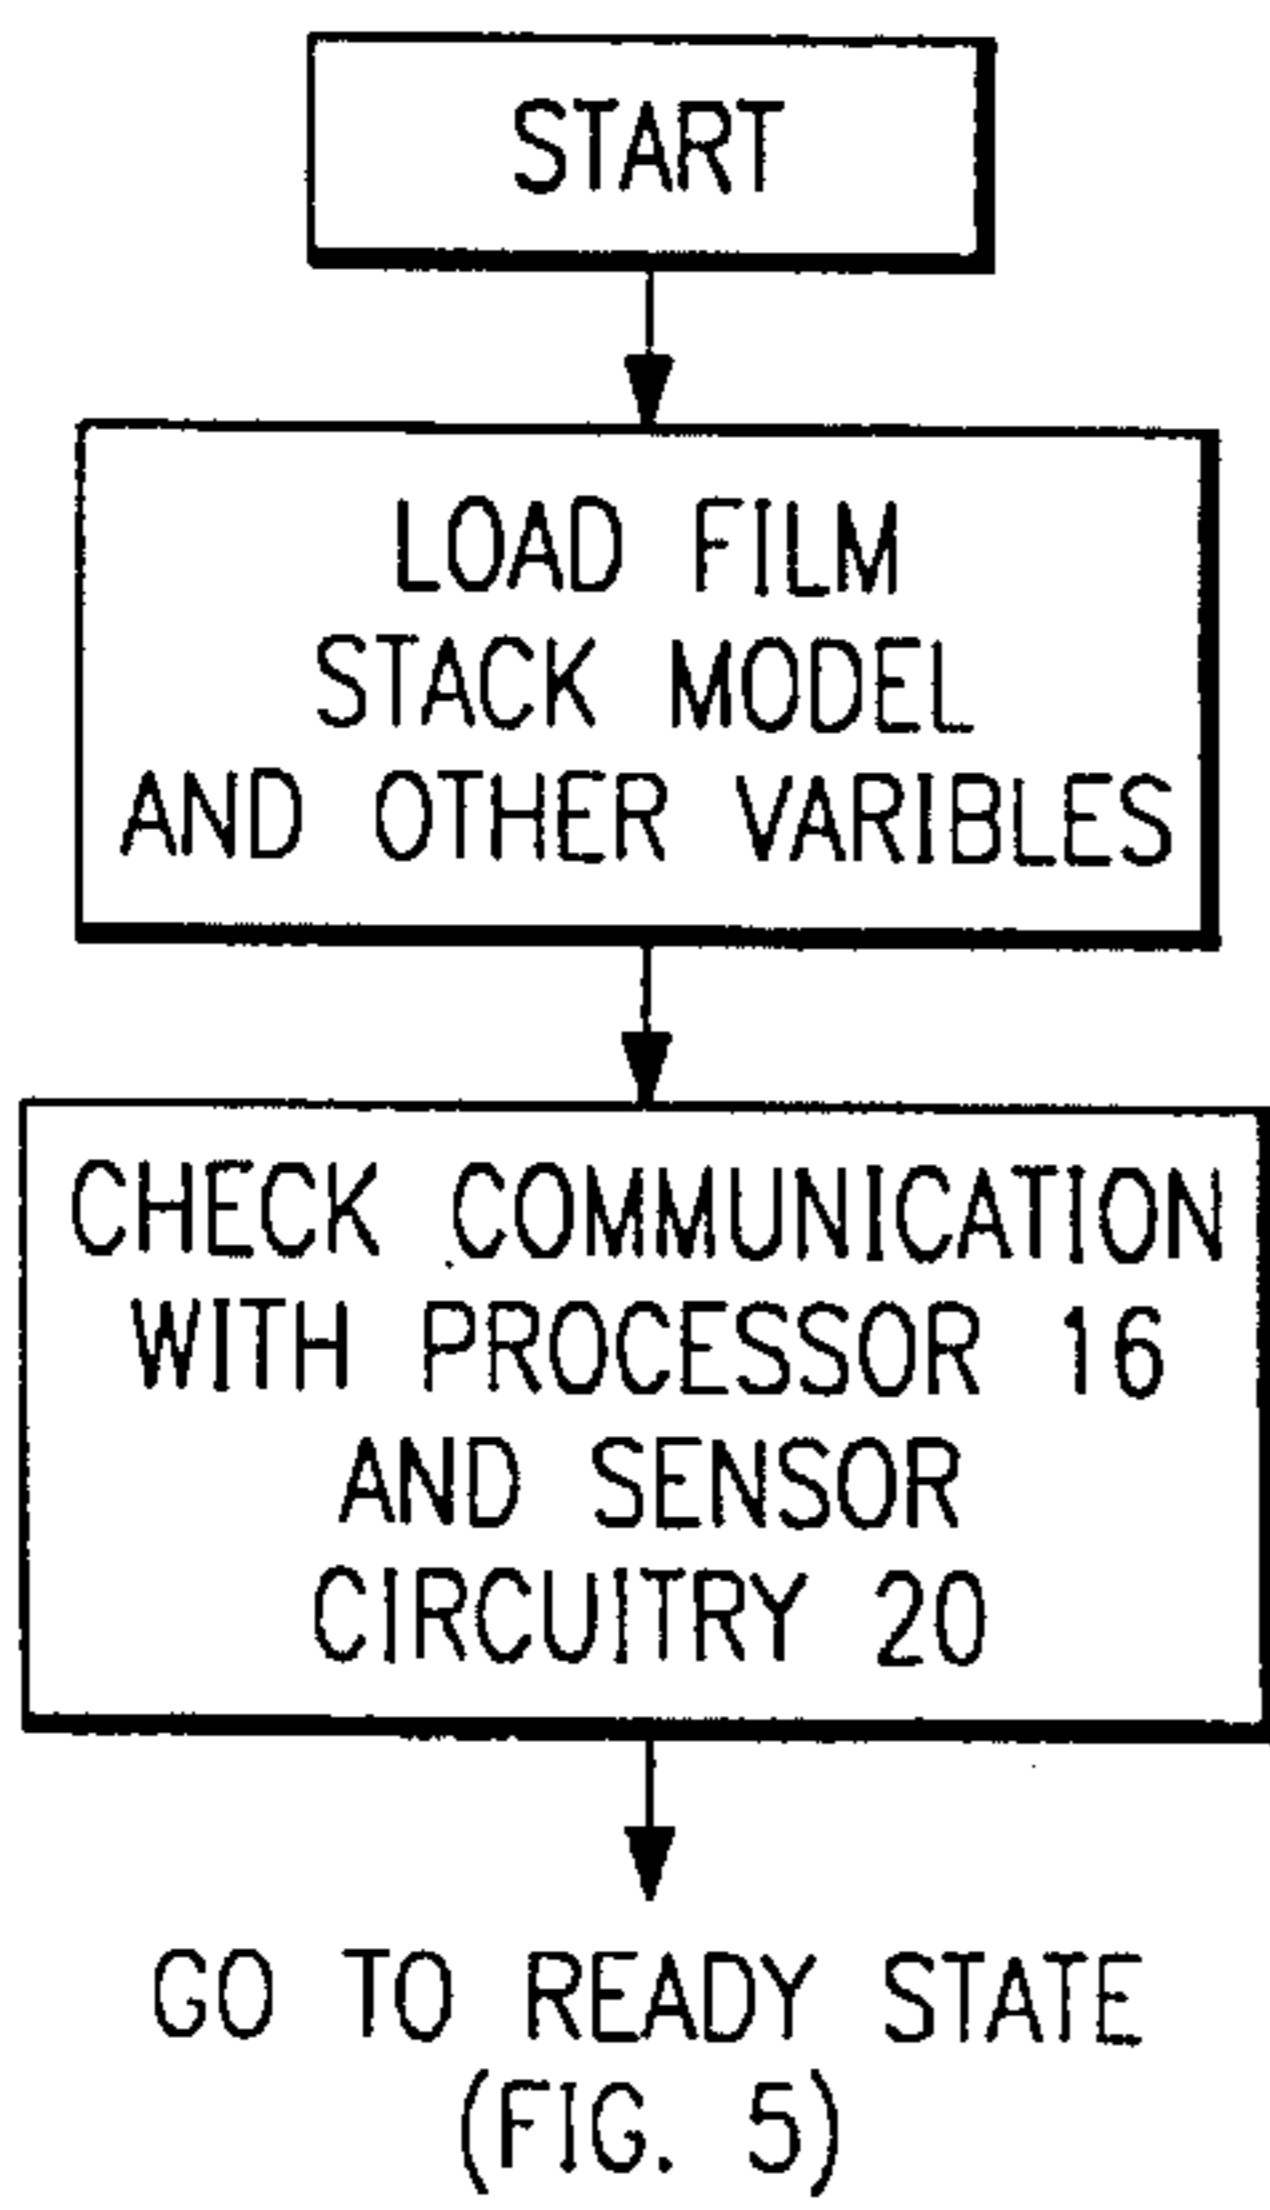 START
LOAD FILM
STACK MODEL
AND OTHER VARIBLES
CHECK COMMUNICATION
WITH PROCESSOR 16
AND SENSOR
CIRCUITRY 20
GO TO READY STATE
(FIG. 5)